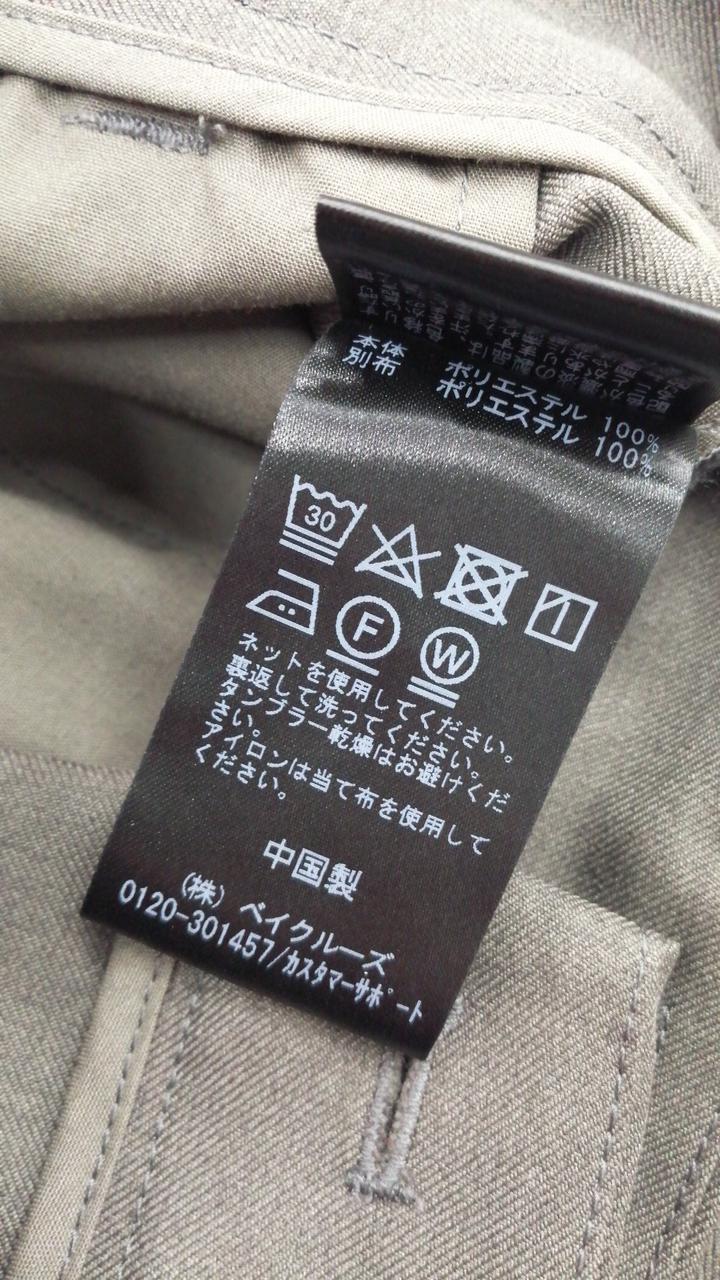 本体 ポリエステル 100%
別布 ポリエステル 100%
30
F W
ネットを使用してください。
裏返して洗ってください。
タンブラー乾燥はお避けくだ
さい。
アイロンは当て布を使用して
ください。
中国製
(株) ベイクルーズ
0120-301457/カスタマーサポート